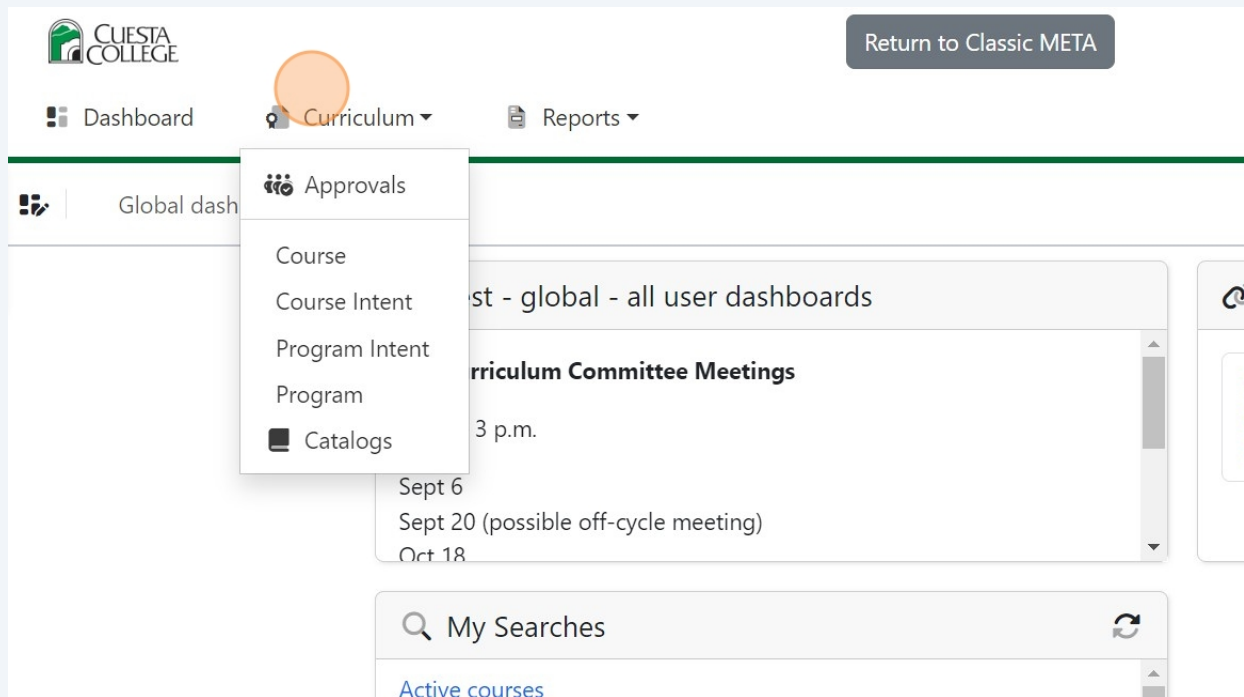 CUESTA
COLLEGE
Return to Classic META
Dashboard
Curriculum
Reports
Approvals
Global dash
Course
Course Intent
Program Intent
Program
Catalogs
st - global - all user dashboards
rriculum Committee Meetings
3 p.m.
Sept 6
Sept 20 (possible off-cycle meeting)
Oct 18
My Searches
Active courses